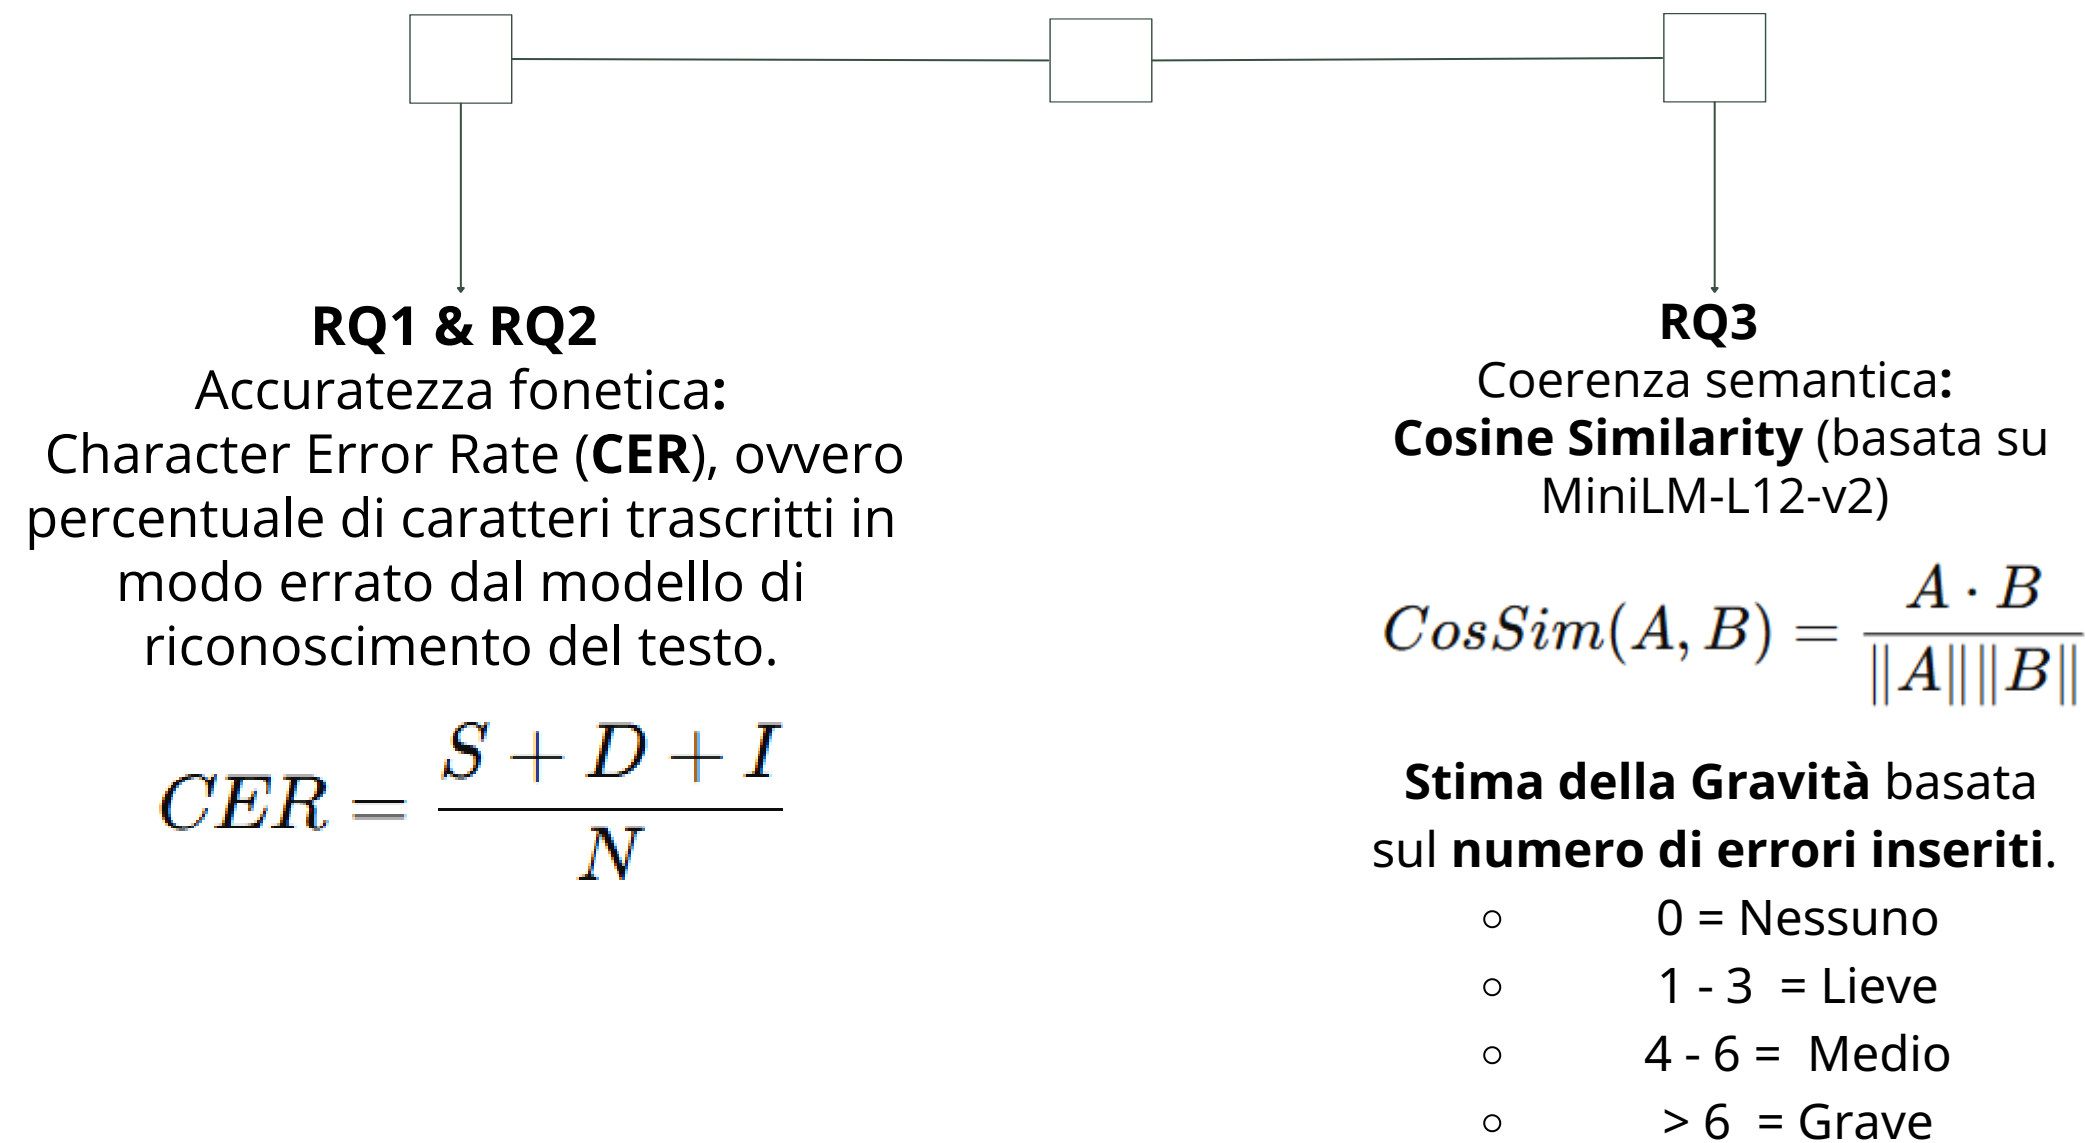 RQ1 & RQ2
Accuratezza fonetica:
Character Error Rate (CER), ovvero
percentuale di caratteri trascritti in
modo errato dal modello di
riconoscimento del testo.
CER = (S + D + I) / N
RQ3
Coerenza semantica:
Cosine Similarity (basata su
MiniLM-L12-v2)
CosSim(A, B) = A · B / ‖A‖‖B‖
Stima della Gravità basata
sul numero di errori inseriti.
○ 0 = Nessuno
○ 1 - 3 = Lieve
○ 4 - 6 = Medio
○ > 6 = Grave